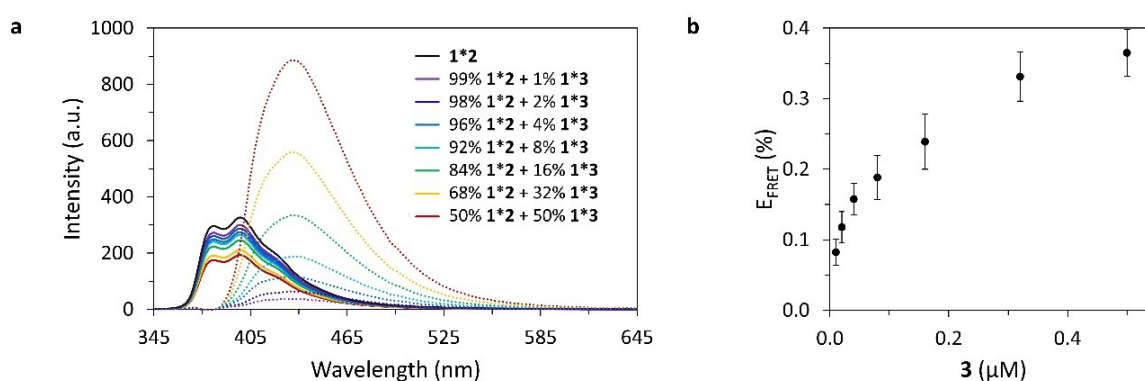 a
1000
800
600
400
200
0
Intensity (a.u.)
345 405 465 525 585 645
Wavelength (nm)
1*2
99% 1*2 + 1% 1*3
98% 1*2 + 2% 1*3
96% 1*2 + 4% 1*3
92% 1*2 + 8% 1*3
84% 1*2 + 16% 1*3
68% 1*2 + 32% 1*3
50% 1*2 + 50% 1*3
b
0.4
0.3
0.2
0.1
0.0
EFRET (%)
0.0 0.2 0.4
3 (μM)